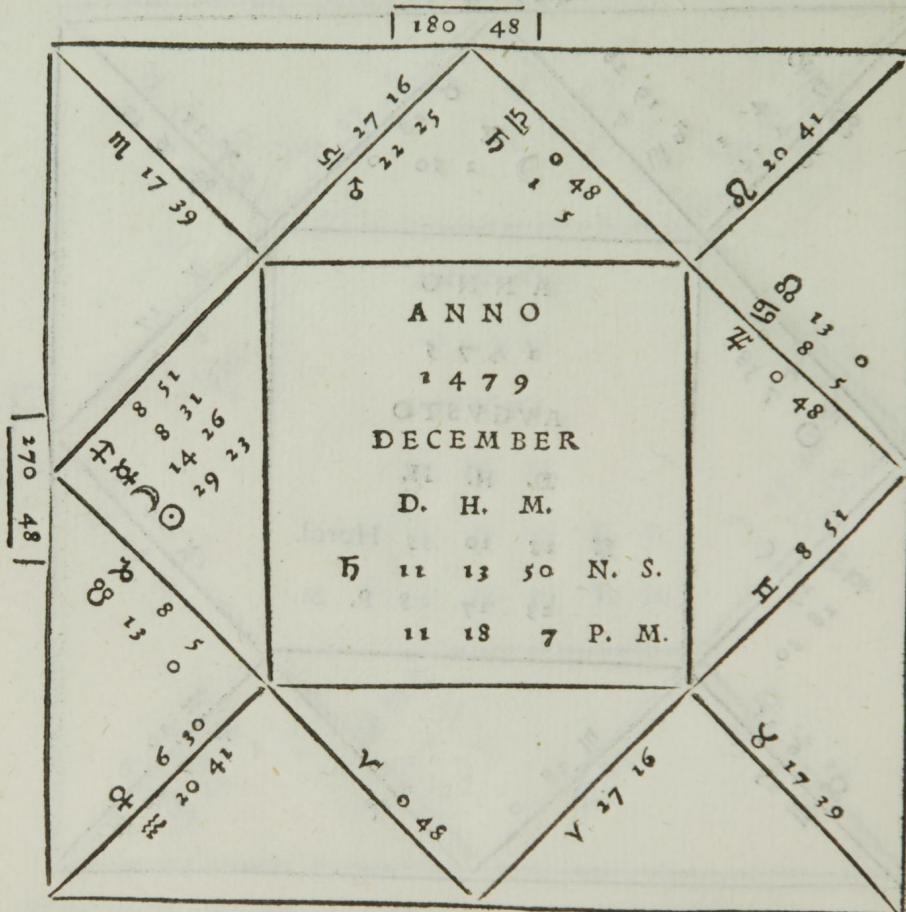 180 48
♎ 27 16
♂ 22 25
♄ ♎ 0 48
1 5
♌ 20 41
♏ 17 39
ANNO
1479
DECEMBER
D. H. M.
♄ 11 13 50 N. S.
11 18 7 P. M.
☊ 13 0
♋ 8 5
♃ 0 48
8 51
8 31
14 26
29 23
♐ ☿ ☽ ☉
270 48
♑ 8 5
☋ 13 0
♊ 8 51
♀ 6 30
♒ 20 41
♈ 0 48
♈ 27 16
♉ 17 39